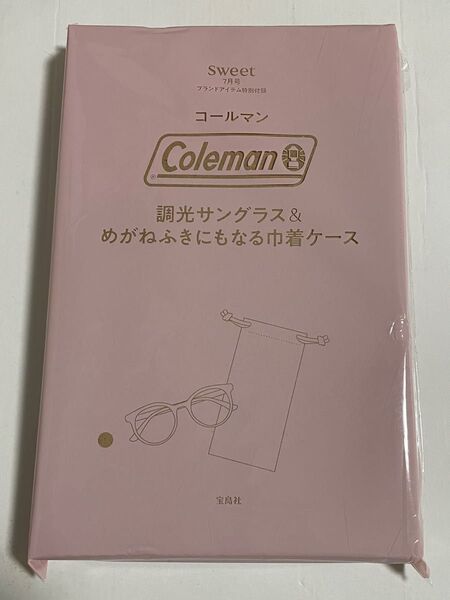 sweet
7月号
ブランドアイテム特別付録
コールマン
Coleman
®
調光サングラス&
めがねふきにもなる巾着ケース
宝島社